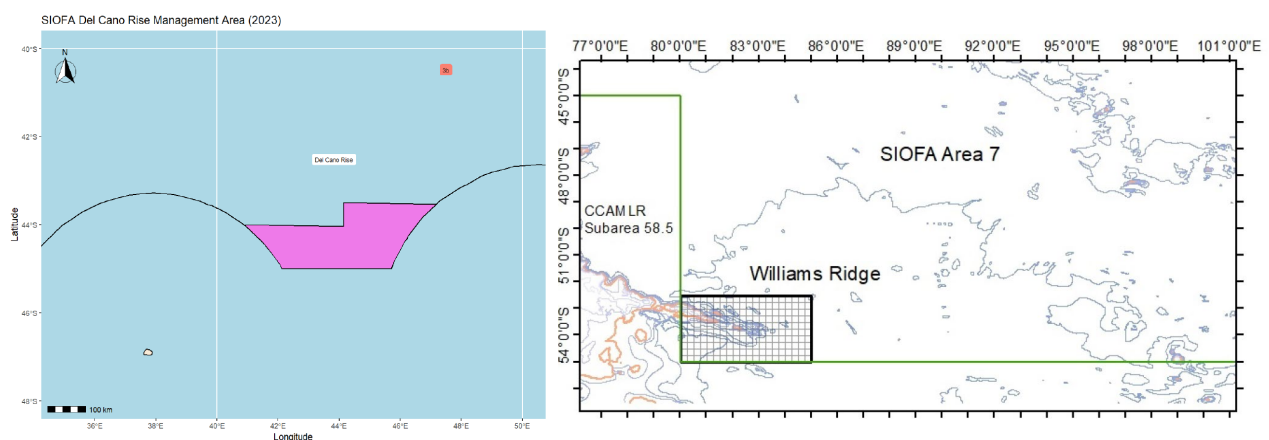 SIOFA Del Cano Rise Management Area (2023)
40°S
42°S
44°S
46°S
48°S
Latitude
N
3b
Del Cano Rise
100 km
36°E
38°E
40°E
42°E
44°E
46°E
48°E
50°E
Longitude
77°0'0"E 80°0'0"E 83°0'0"E 86°0'0"E 89°0'0"E 92°0'0"E 95°0'0"E 98°0'0"E 101°0'0"E
45°0'0"S
48°0'0"S
51°0'0"S
54°0'0"S
SIOFA Area 7
CCAMLR
Subarea 58.5
Williams Ridge